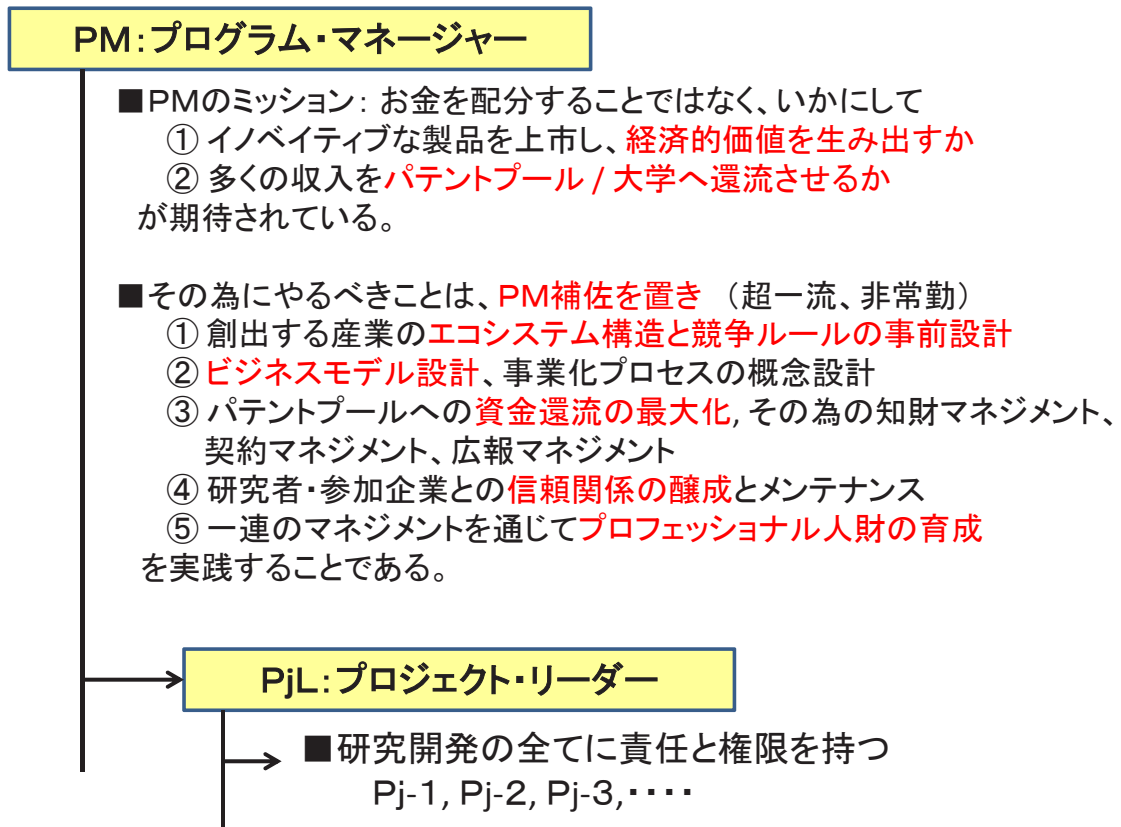 PM:プログラム・マネージャー
■PMのミッション: お金を配分することではなく、いかにして
① イノベイティブな製品を上市し、経済的価値を生み出すか
② 多くの収入をパテントプール / 大学へ還流させるか
が期待されている。
■その為にやるべきことは、PM補佐を置き (超一流、非常勤)
① 創出する産業のエコシステム構造と競争ルールの事前設計
② ビジネスモデル設計、事業化プロセスの概念設計
③ パテントプールへの資金還流の最大化, その為の知財マネジメント、
契約マネジメント、広報マネジメント
④ 研究者・参加企業との信頼関係の醸成とメンテナンス
⑤ 一連のマネジメントを通じてプロフェッショナル人財の育成
を実践することである。
PjL:プロジェクト・リーダー
■研究開発の全てに責任と権限を持つ
Pj-1, Pj-2, Pj-3,・・・・